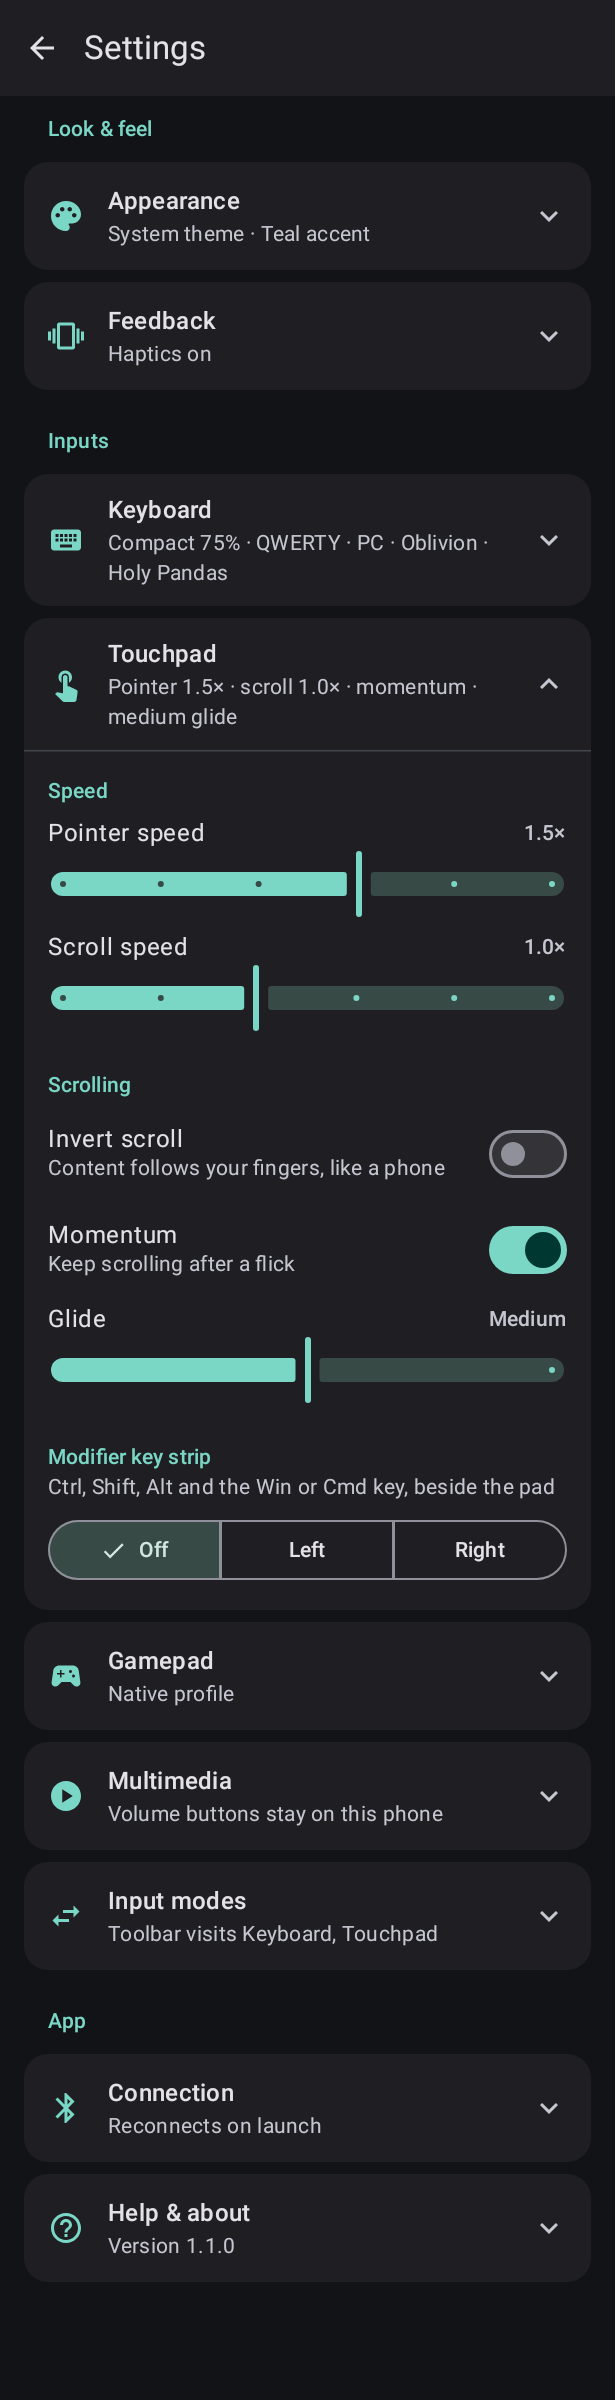 Settings
Look & feel
Appearance
System theme · Teal accent
Feedback
Haptics on
Inputs
Keyboard
Compact 75% · QWERTY · PC · Oblivion ·
Holy Pandas
Touchpad
Pointer 1.5× · scroll 1.0× · momentum ·
medium glide
Speed
Pointer speed 1.5×
Scroll speed 1.0×
Scrolling
Invert scroll
Content follows your fingers, like a phone
Momentum
Keep scrolling after a flick
Glide Medium
Modifier key strip
Ctrl, Shift, Alt and the Win or Cmd key, beside the pad
Off Left Right
Gamepad
Native profile
Multimedia
Volume buttons stay on this phone
Input modes
Toolbar visits Keyboard, Touchpad
App
Connection
Reconnects on launch
Help & about
Version 1.1.0